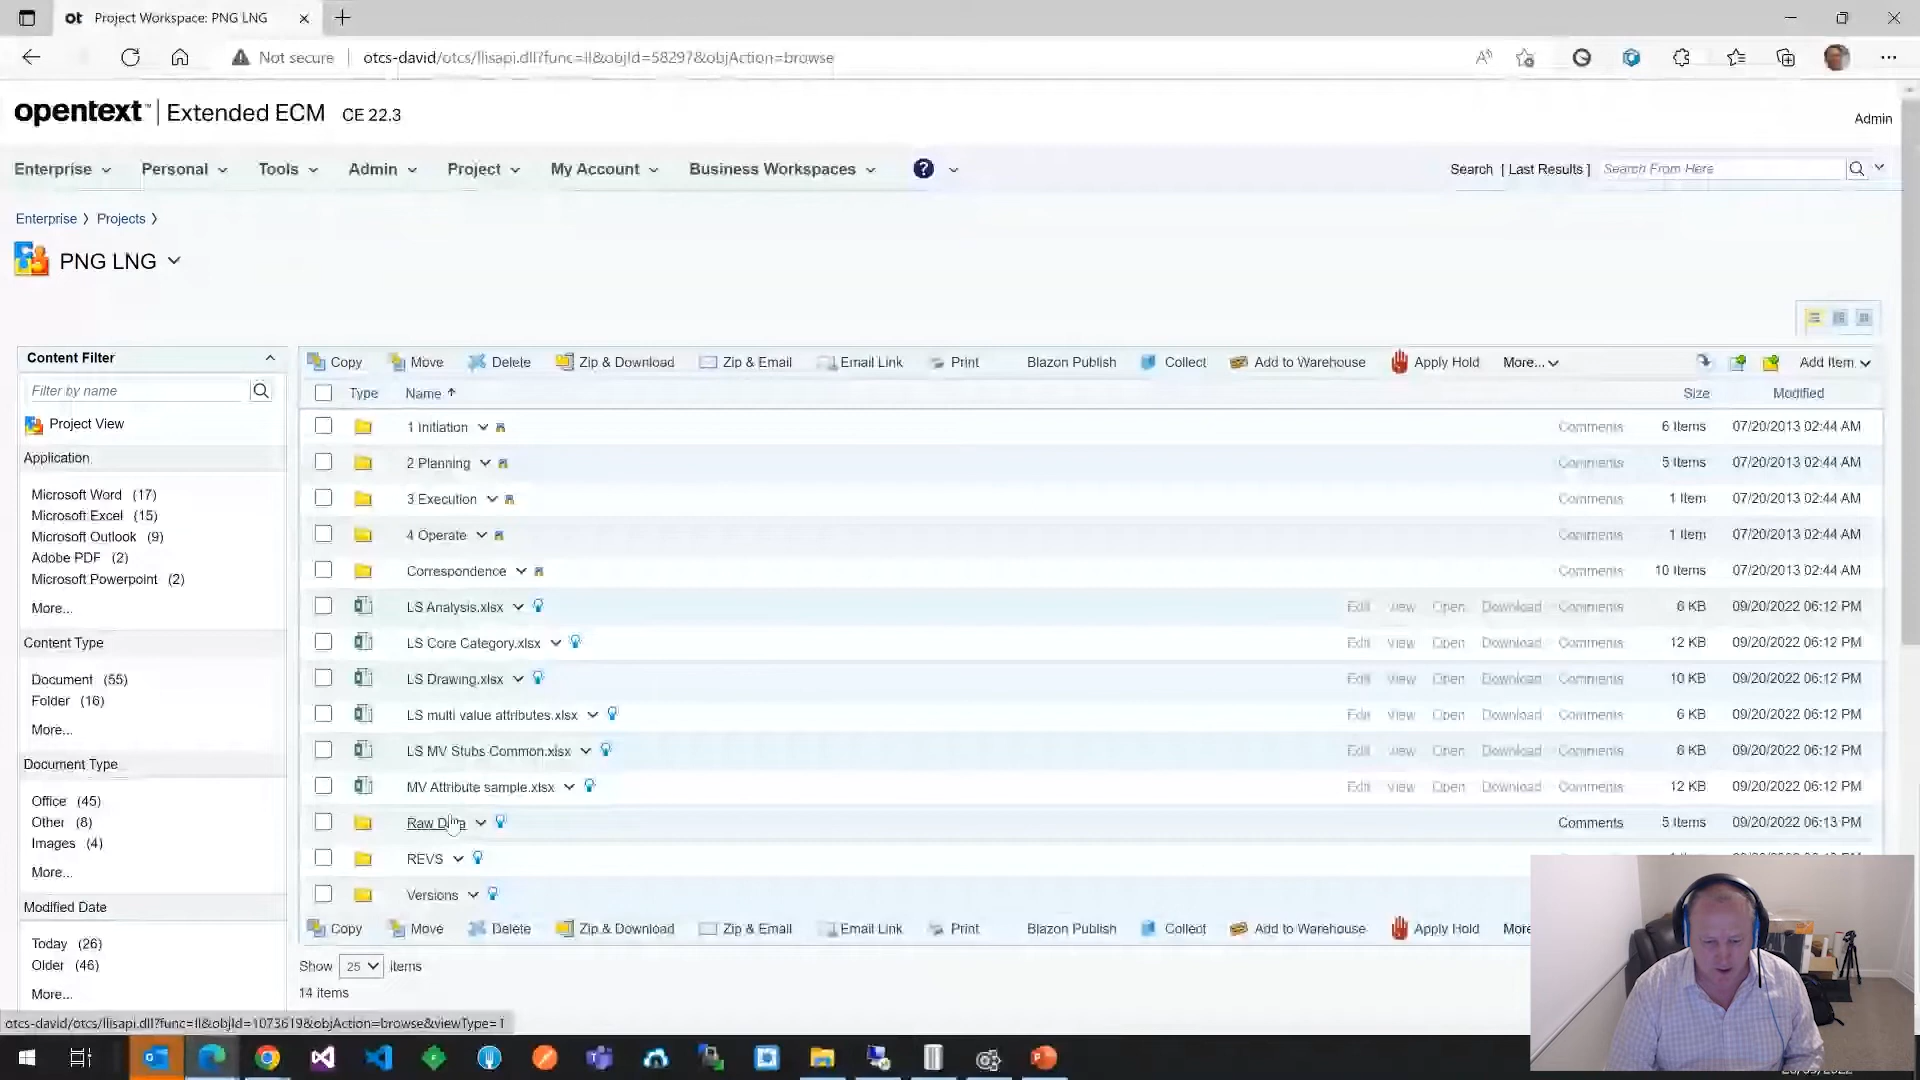 Project Workspace: PNG LNG
Not secure
otcs-david/otcs/llisapi.dll?func=ll&objId=58297&objAction=browse
opentext™ | Extended ECM CE 22.3
Admin
Enterprise Personal Tools Admin Project My Account Business Workspaces ?
Search [ Last Results ] Search From Here
Enterprise 〉 Projects 〉
PNG LNG
Content Filter
Filter by name
Project View
Application
Microsoft Word (17)
Microsoft Excel (15)
Microsoft Outlook (9)
Adobe PDF (2)
Microsoft Powerpoint (2)
More...
Content Type
Document (55)
Folder (16)
More...
Document Type
Office (45)
Other (8)
Images (4)
More...
Modified Date
Today (26)
Older (46)
More...
Copy Move Delete Zip & Download Zip & Email Email Link Print Blazon Publish Collect Add to Warehouse Apply Hold More... Add Item
Type Name Size Modified
1 Initiation Comments 6 Items 07/20/2013 02:44 AM
2 Planning Comments 5 Items 07/20/2013 02:44 AM
3 Execution Comments 1 Item 07/20/2013 02:44 AM
4 Operate Comments 1 Item 07/20/2013 02:44 AM
Correspondence Comments 10 Items 07/20/2013 02:44 AM
LS Analysis.xlsx Edit View Open Download Comments 6 KB 09/20/2022 06:12 PM
LS Core Category.xlsx Edit View Open Download Comments 12 KB 09/20/2022 06:12 PM
LS Drawing.xlsx Edit View Open Download Comments 10 KB 09/20/2022 06:12 PM
LS multi value attributes.xlsx Edit View Open Download Comments 6 KB 09/20/2022 06:12 PM
LS MV Stubs Common.xlsx Edit View Open Download Comments 6 KB 09/20/2022 06:12 PM
MV Attribute sample.xlsx Edit View Open Download Comments 12 KB 09/20/2022 06:12 PM
Raw Data Comments 5 Items 09/20/2022 06:13 PM
REVS
Versions
Copy Move Delete Zip & Download Zip & Email Email Link Print Blazon Publish Collect Add to Warehouse Apply Hold More
Show 25 items
14 items
otcs-david/otcs/llisapi.dll?func=ll&objId=1073619&objAction=browse&viewType=1